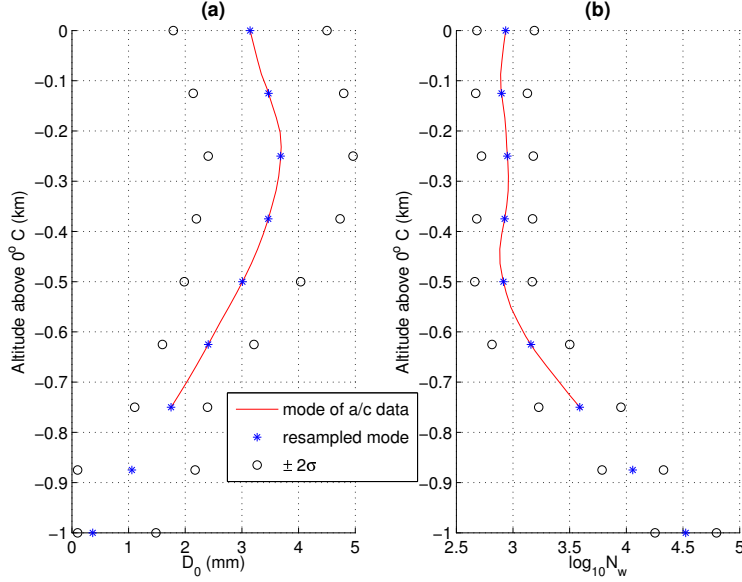 (a)
(b)
0
-0.1
-0.2
-0.3
-0.4
-0.5
-0.6
-0.7
-0.8
-0.9
-1
Altitude above 0° C (km)
0 1 2 3 4 5
D0 (mm)
0
-0.1
-0.2
-0.3
-0.4
-0.5
-0.6
-0.7
-0.8
-0.9
-1
Altitude above 0° C (km)
2.5 3 3.5 4 4.5 5
log10Nw
mode of a/c data
resampled mode
± 2σ